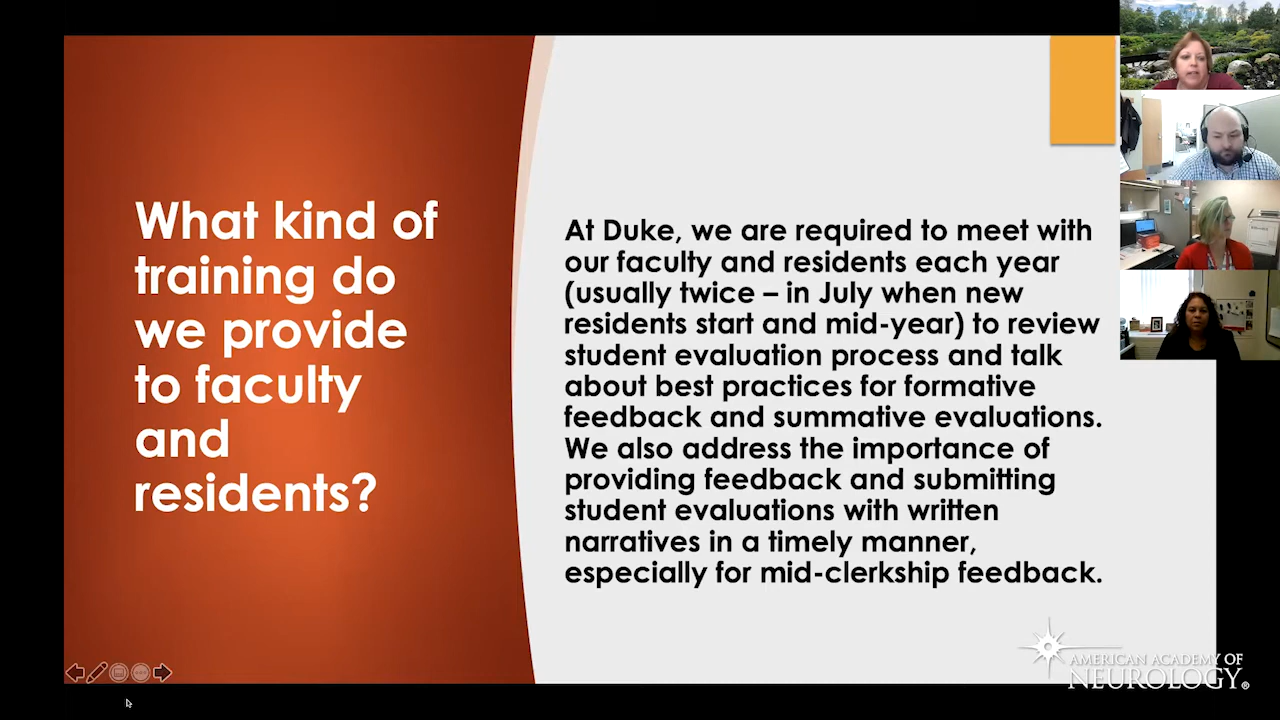 What kind of
training do
we provide
to faculty
and
residents?
At Duke, we are required to meet with
our faculty and residents each year
(usually twice – in July when new
residents start and mid-year) to review
student evaluation process and talk
about best practices for formative
feedback and summative evaluations.
We also address the importance of
providing feedback and submitting
student evaluations with written
narratives in a timely manner,
especially for mid-clerkship feedback.
AMERICAN ACADEMY OF
NEUROLOGY®